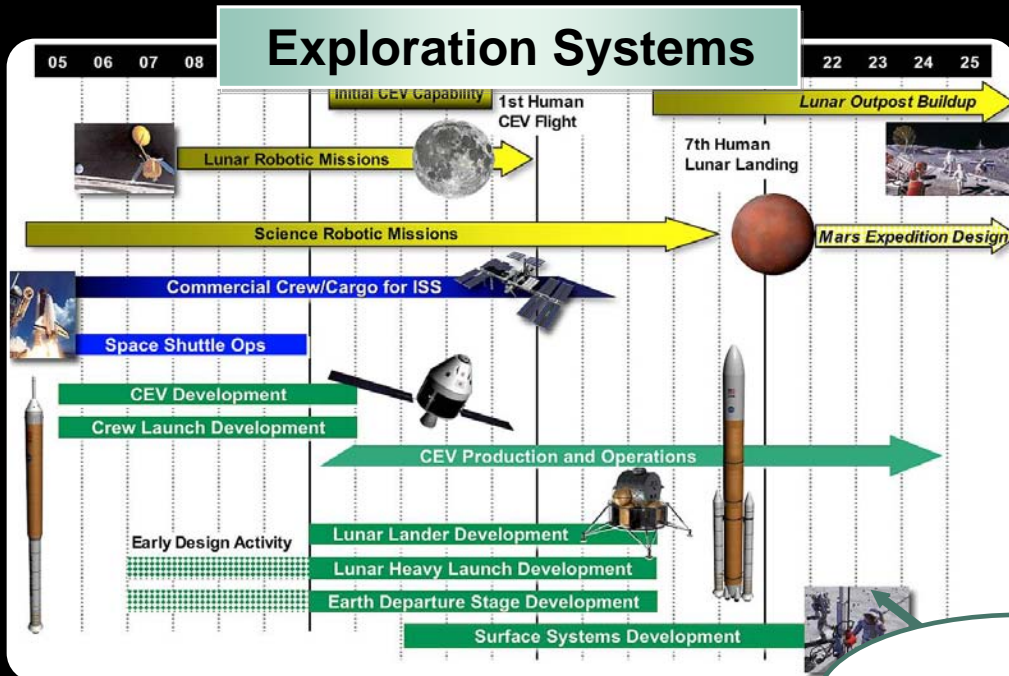 Exploration Systems
05 06 07 08 22 23 24 25
Initial CEV Capability
1st Human
CEV Flight
Lunar Outpost Buildup
Lunar Robotic Missions
7th Human
Lunar Landing
Science Robotic Missions
Mars Expedition Design
Commercial Crew/Cargo for ISS
Space Shuttle Ops
CEV Development
Crew Launch Development
CEV Production and Operations
Early Design Activity
Lunar Lander Development
Lunar Heavy Launch Development
Earth Departure Stage Development
Surface Systems Development